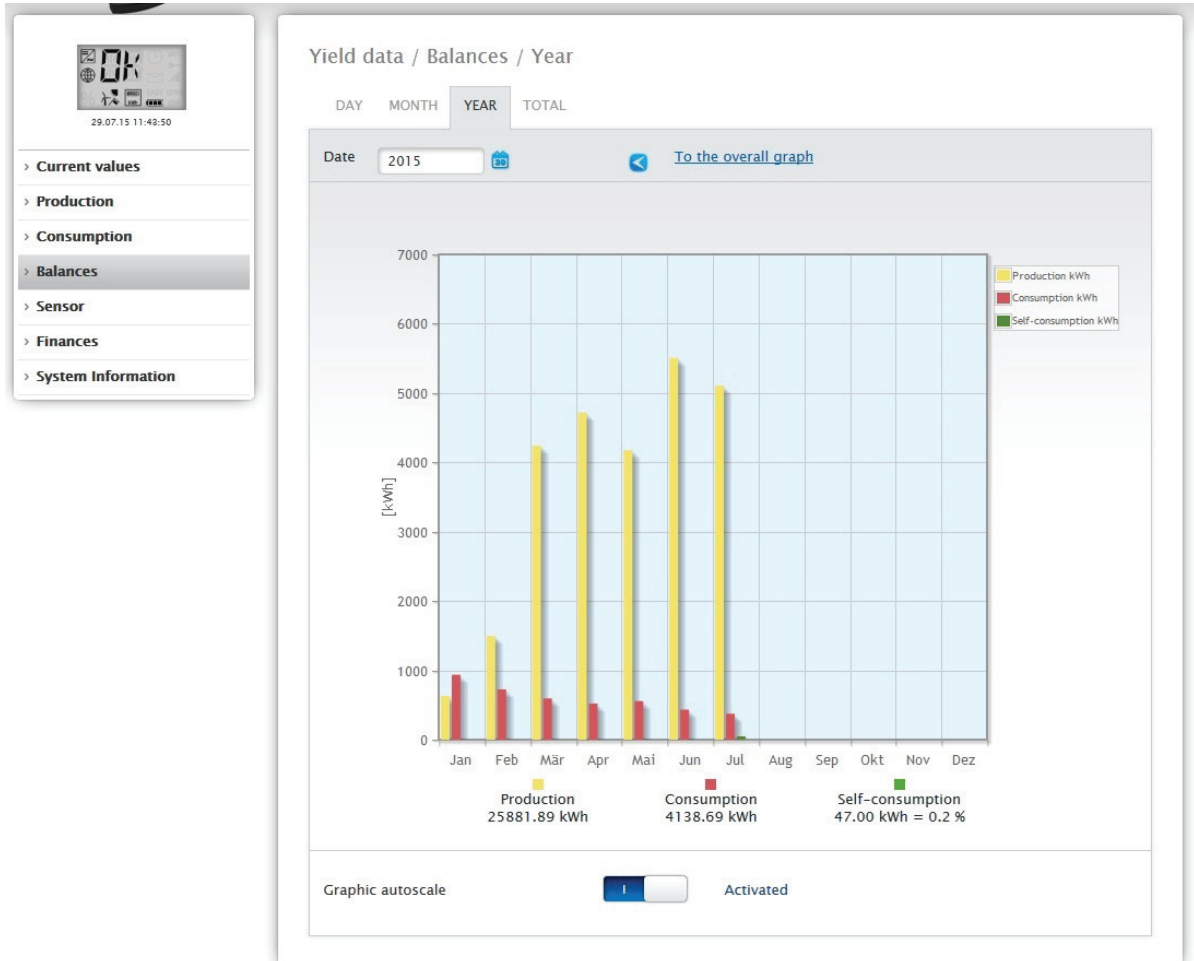 OK
29.07.15 11:43:50
Current values
Production
Consumption
Balances
Sensor
Finances
System Information
Yield data / Balances / Year
DAY MONTH YEAR TOTAL
Date 2015 To the overall graph
7000
6000
5000
4000
3000
2000
1000
0
[kWh]
Production kWh
Consumption kWh
Self-consumption kWh
Jan Feb Mär Apr Mai Jun Jul Aug Sep Okt Nov Dez
Production Consumption Self-consumption
25881.89 kWh 4138.69 kWh 47.00 kWh = 0.2 %
Graphic autoscale I Activated